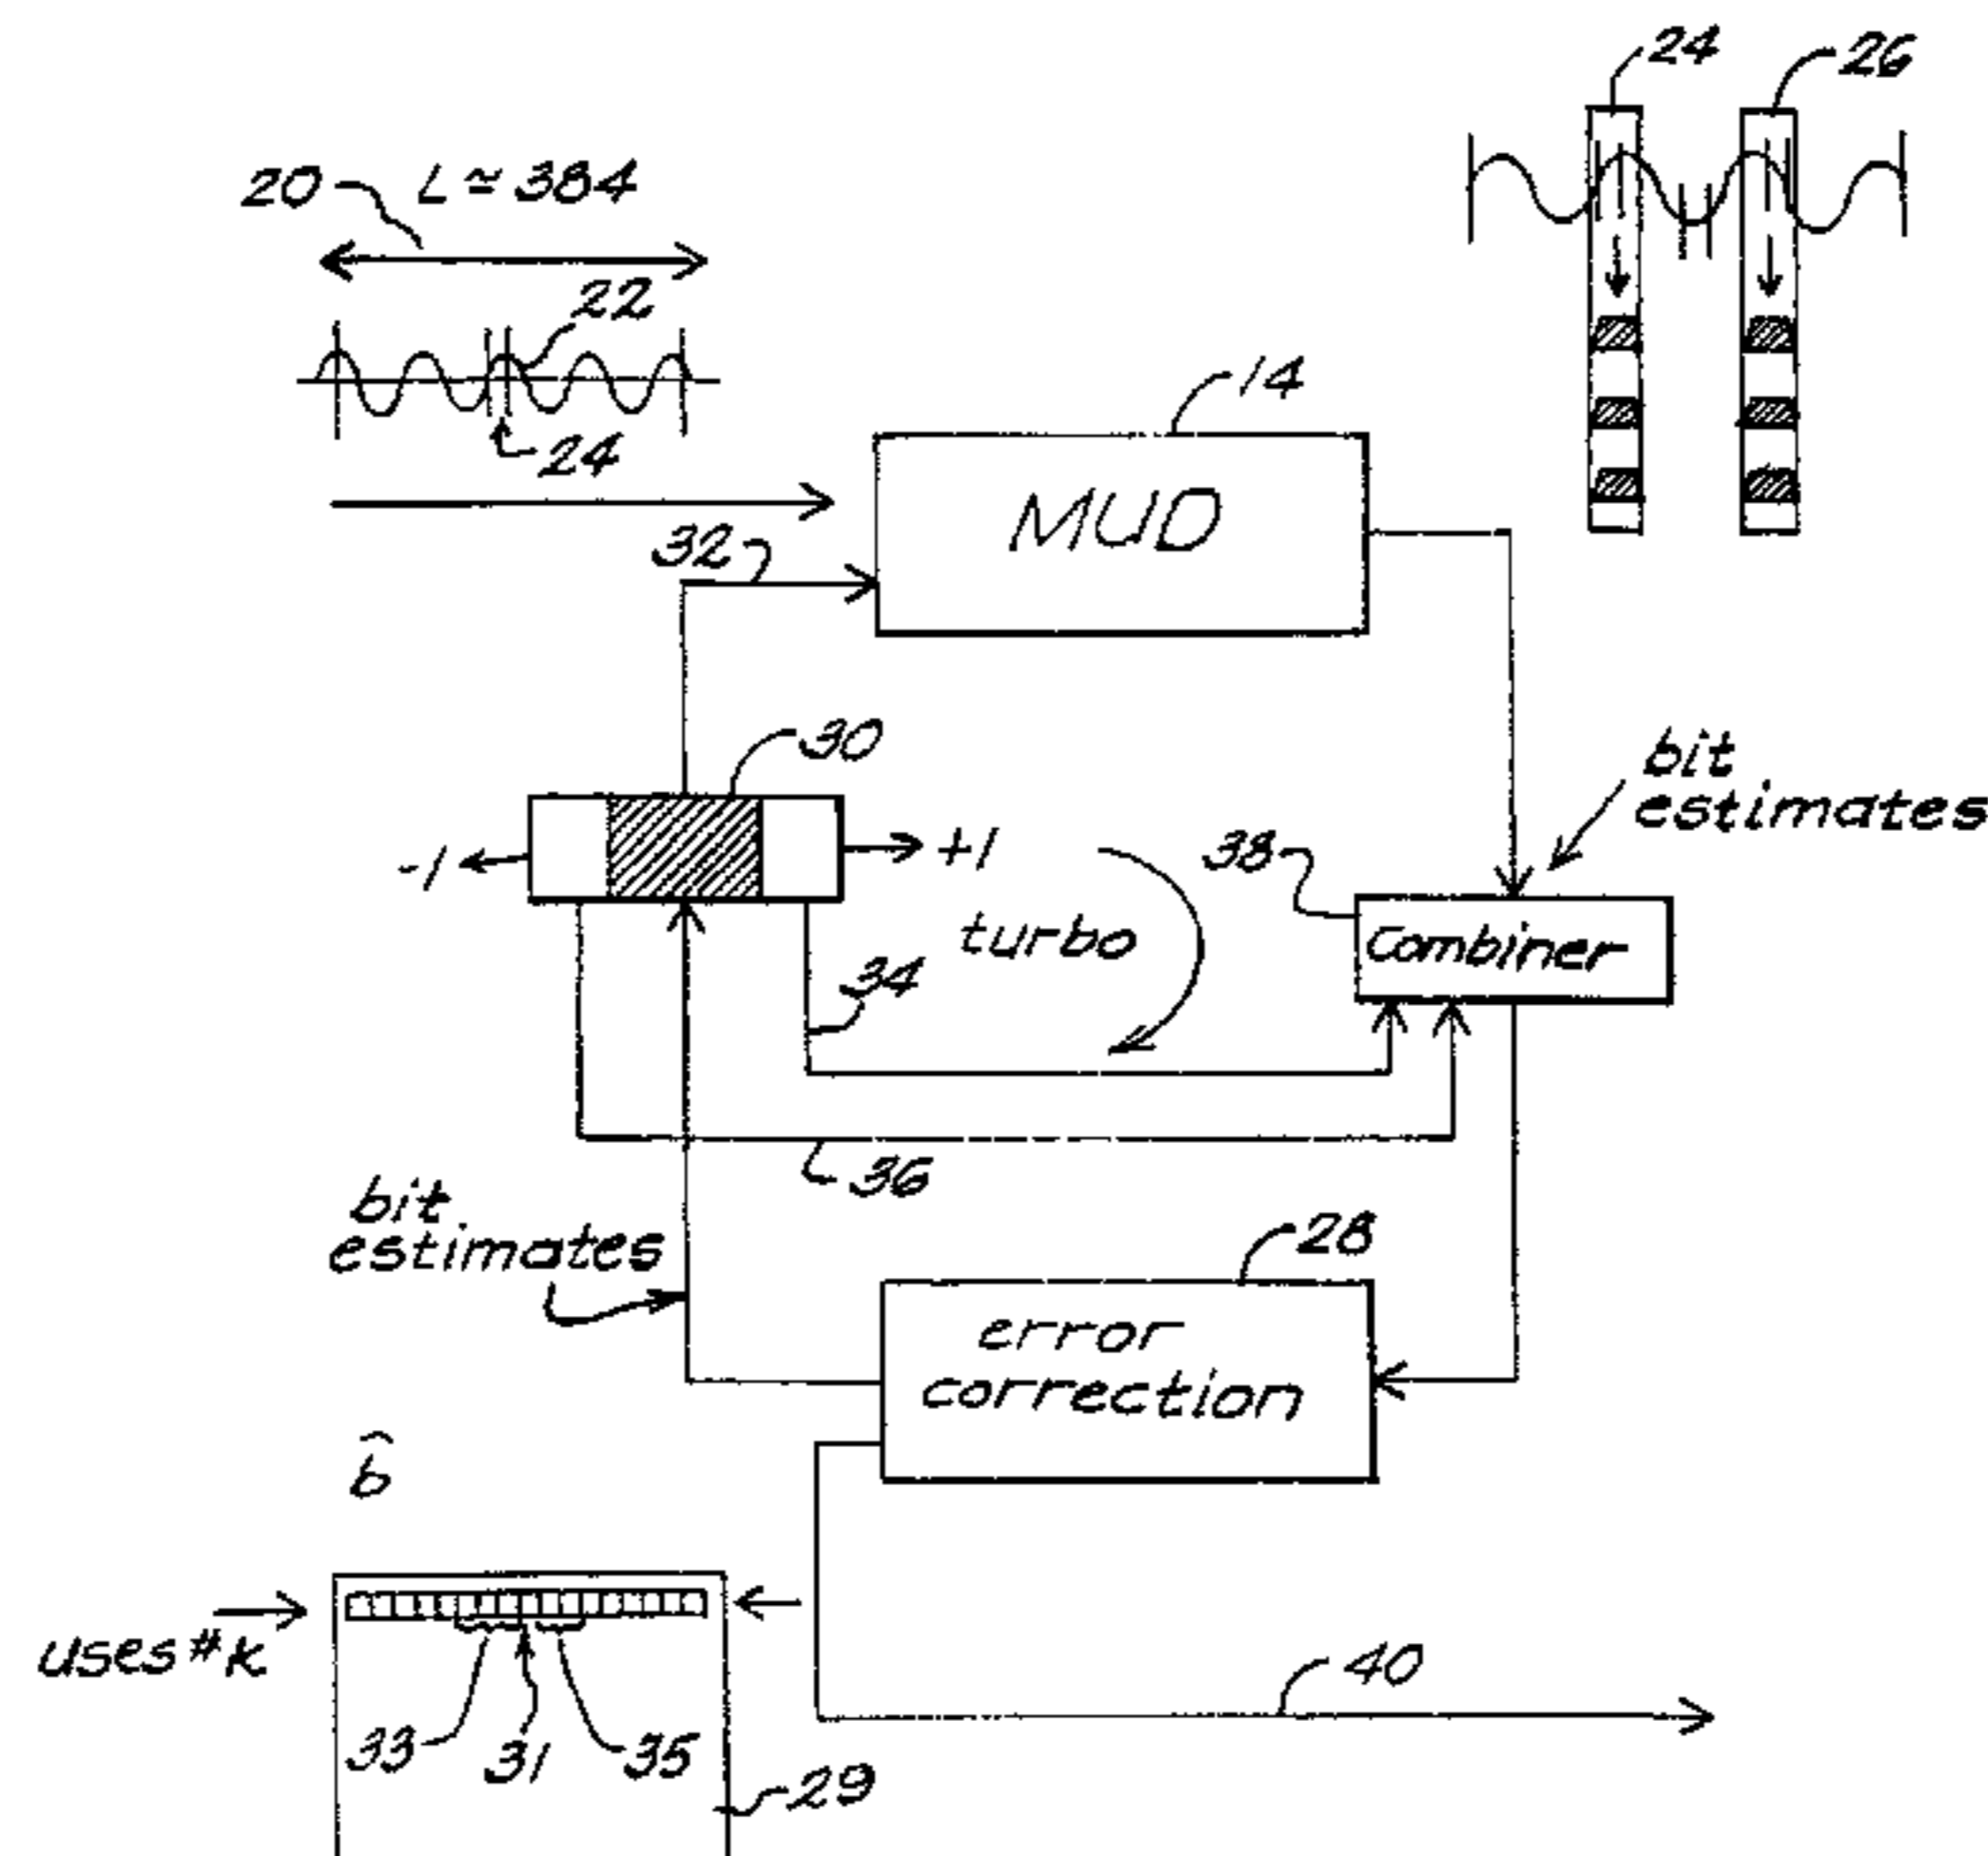 24
26
20
L ≃ 384
22
24
14
MUD
32
30
bit
estimates
-1
+1
38
turbo
Combiner
34
36
bit
estimates
28
error
correction
b̂
40
uses #k
33
31
35
29